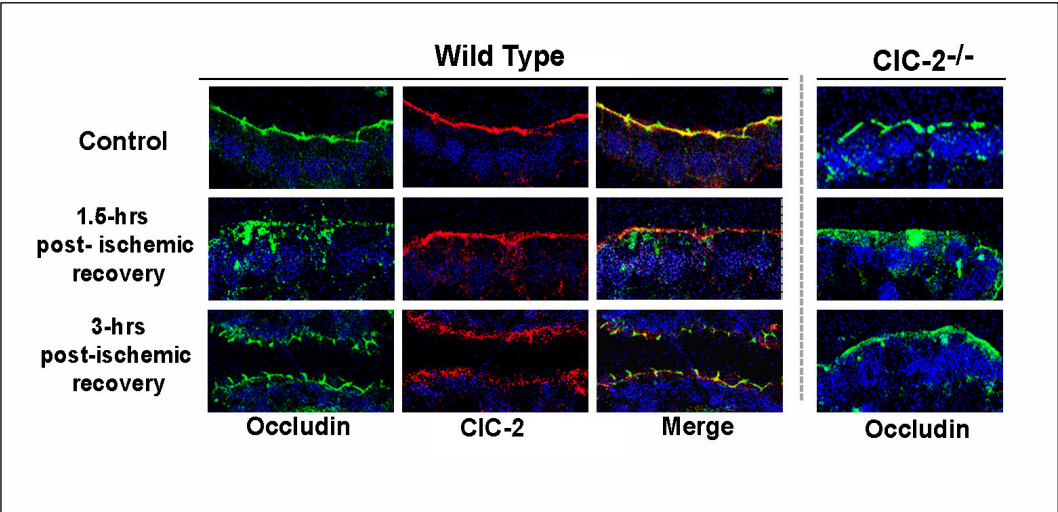 Wild Type
ClC-2-/-
Control
1.5-hrs
post- ischemic
recovery
3-hrs
post-ischemic
recovery
Occludin
ClC-2
Merge
Occludin